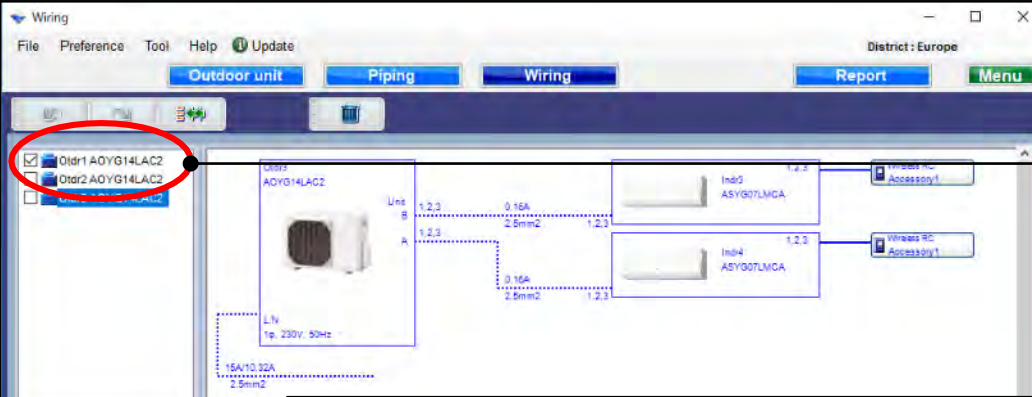 Wiring
File Preference Tool Help Update
District : Europe
Outdoor unit Piping Wiring Report Menu
Otdr1 AOYG14LAC2
Otdr2 AOYG14LAC2
AOYG14LAC2
Otdr3
AOYG14LAC2
Unit
B 1,2,3
A 1,2,3
0.16A
2.5mm2 1,2,3
0.16A
2.5mm2 1,2,3
1,2,3
Indr3
ASYG07LMCA
Wireless RC
Accessory1
1,2,3
Indr4
ASYG07LMCA
Wireless RC
Accessory1
L,N
1φ, 230V, 50Hz
15A/10.32A
2.5mm2